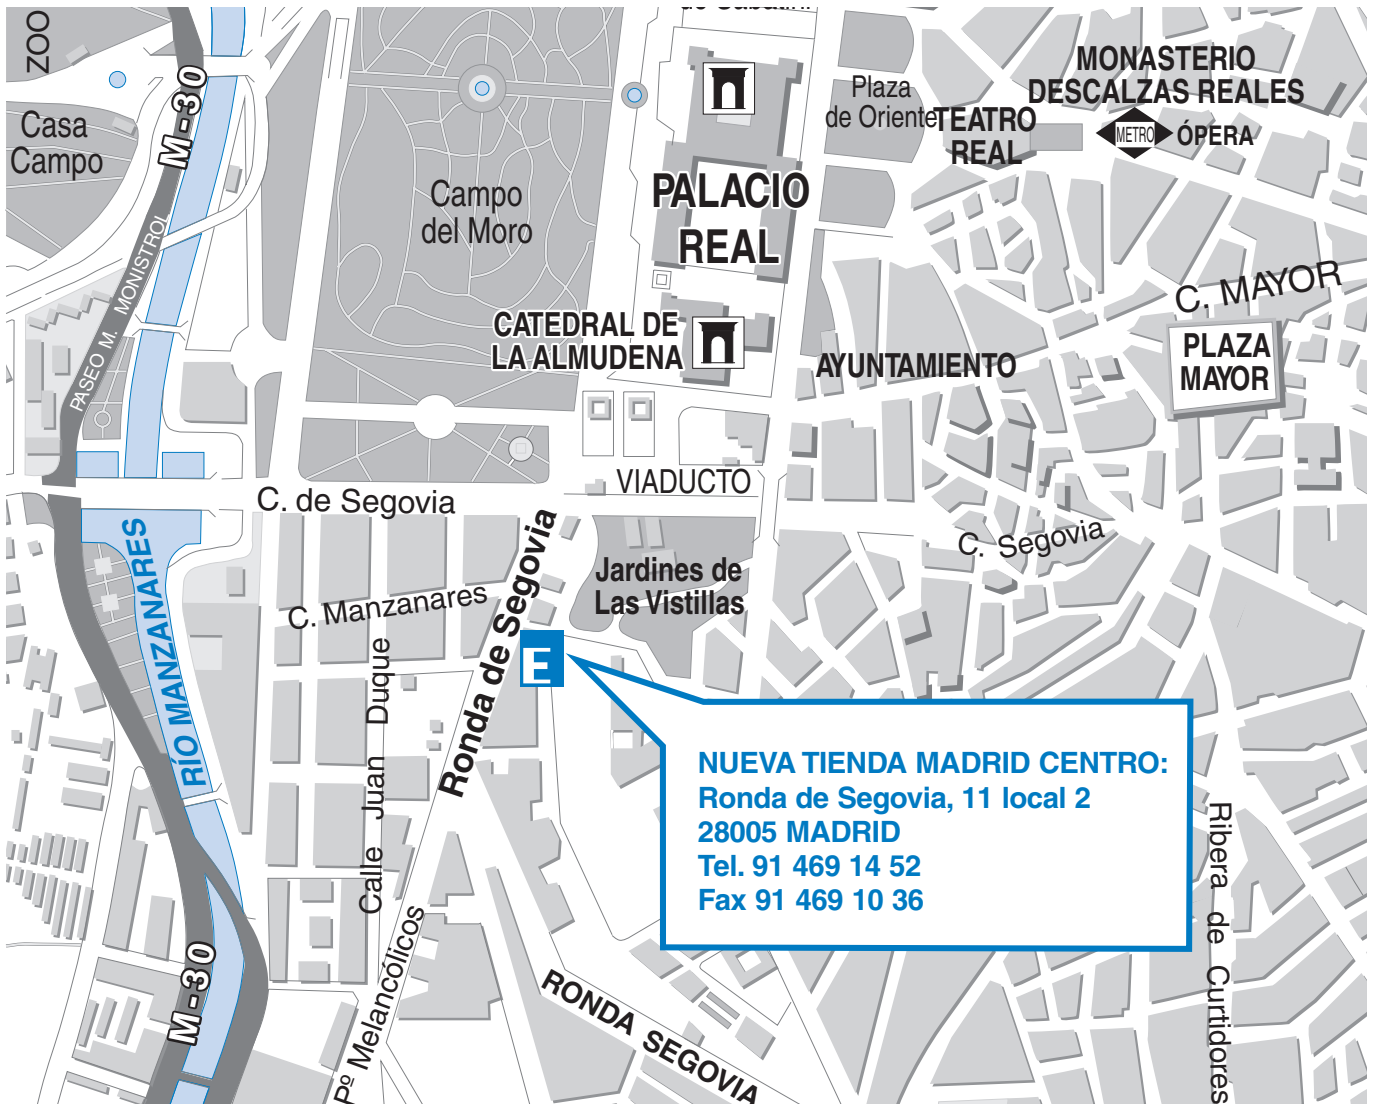 ZOO
M-30
Casa
Campo
PASEO M. MONISTROL
Campo
del Moro
PALACIO
REAL
Plaza
de Oriente
TEATRO
REAL
MONASTERIO
DESCALZAS REALES
METRO
ÓPERA
C. MAYOR
PLAZA
MAYOR
CATEDRAL DE
LA ALMUDENA
AYUNTAMIENTO
VIADUCTO
C. de Segovia
C. Segovia
RÍO MANZANARES
C. Manzanares
Ronda de Segovia
Jardines de
Las Vistillas
E
Calle Juan Duque
NUEVA TIENDA MADRID CENTRO:
Ronda de Segovia, 11 local 2
28005 MADRID
Tel. 91 469 14 52
Fax 91 469 10 36
Ribera de Curtidores
M-30
Pº Melancólicos
RONDA SEGOVIA